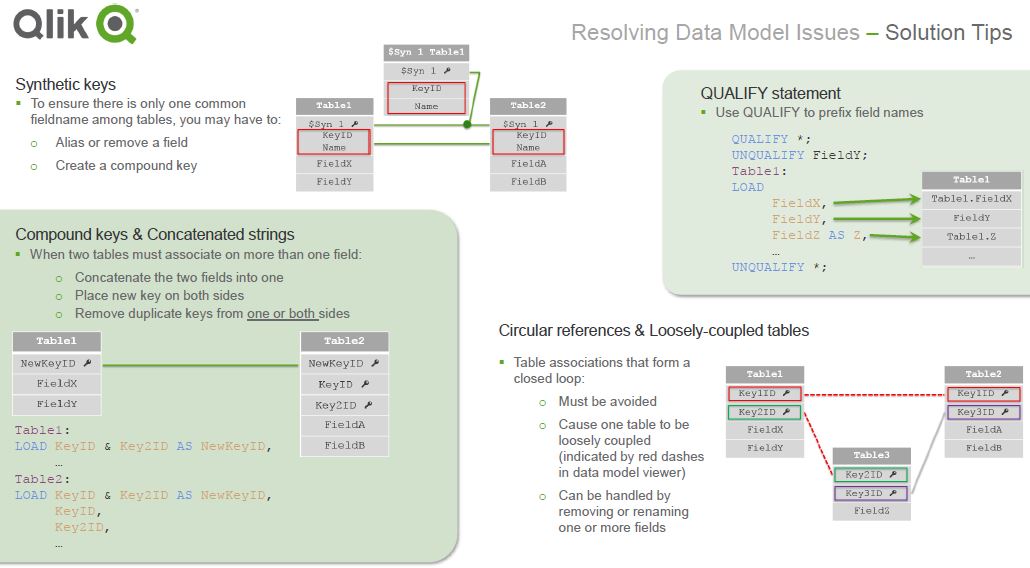 Qlik
Resolving Data Model Issues – Solution Tips
Synthetic keys
▪ To ensure there is only one common
fieldname among tables, you may have to:
o Alias or remove a field
o Create a compound key
$Syn 1 Table1
$Syn 1
KeyID
Name
Table1
$Syn 1
KeyID
Name
FieldX
FieldY
Table2
$Syn 1
KeyID
Name
FieldA
FieldB
QUALIFY statement
▪ Use QUALIFY to prefix field names
QUALIFY *;
UNQUALIFY FieldY;
Table1:
LOAD
FieldX,
FieldY,
FieldZ AS Z,
…
UNQUALIFY *;
Table1
Table1.FieldX
FieldY
Table1.Z
…
Compound keys & Concatenated strings
▪ When two tables must associate on more than one field:
o Concatenate the two fields into one
o Place new key on both sides
o Remove duplicate keys from one or both sides
Table1
NewKeyID
FieldX
FieldY
Table2
NewKeyID
KeyID
Key2ID
FieldA
FieldB
Table1:
LOAD KeyID & Key2ID AS NewKeyID,
…
Table2:
LOAD KeyID & Key2ID AS NewKeyID,
KeyID,
Key2ID,
…
Circular references & Loosely-coupled tables
▪ Table associations that form a
closed loop:
o Must be avoided
o Cause one table to be
loosely coupled
(indicated by red dashes
in data model viewer)
o Can be handled by
removing or renaming
one or more fields
Table1
Key1ID
Key2ID
FieldX
FieldY
Table2
Key1ID
Key3ID
FieldA
FieldB
Table3
Key2ID
Key3ID
FieldZ